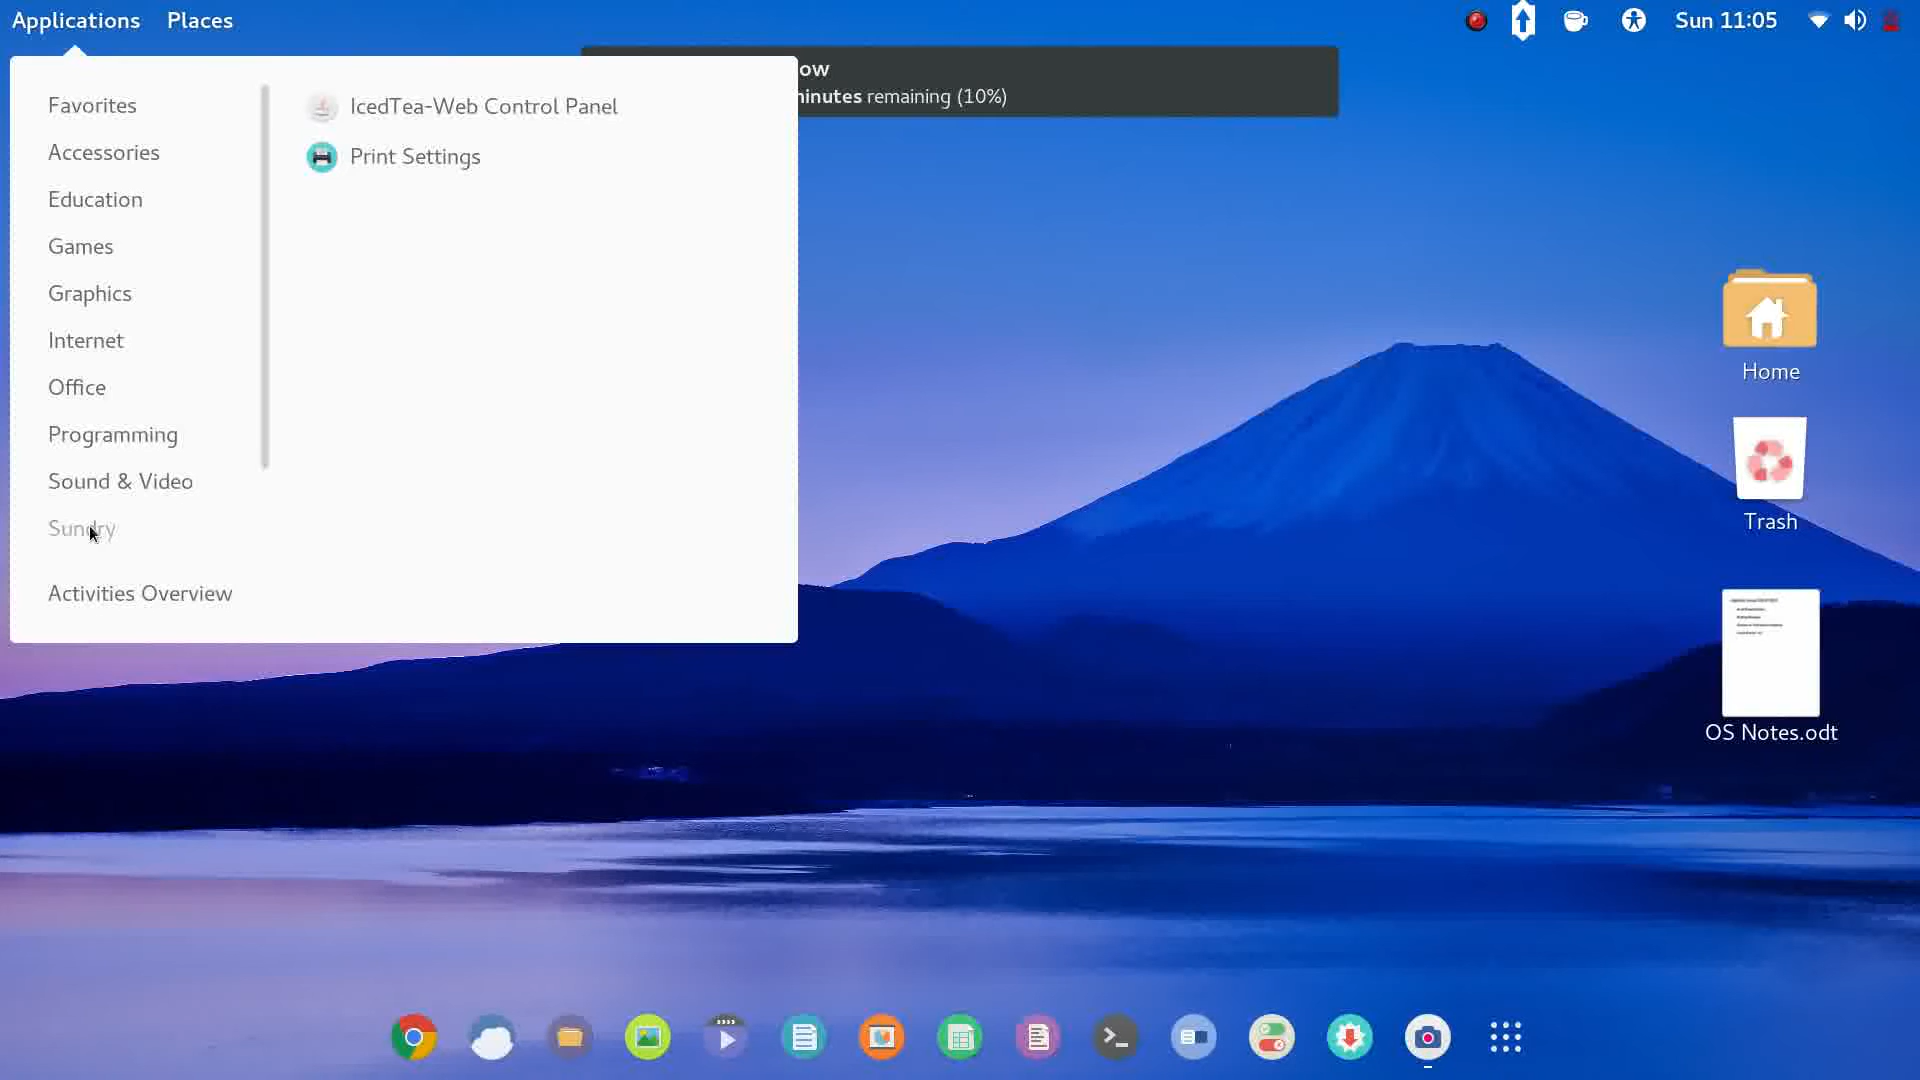 Applications Places
Sun 11:05
ow
inutes remaining (10%)
Favorites
Accessories
Education
Games
Graphics
Internet
Office
Programming
Sound & Video
Sundry
Activities Overview
IcedTea-Web Control Panel
Print Settings
Home
Trash
OS Notes.odt